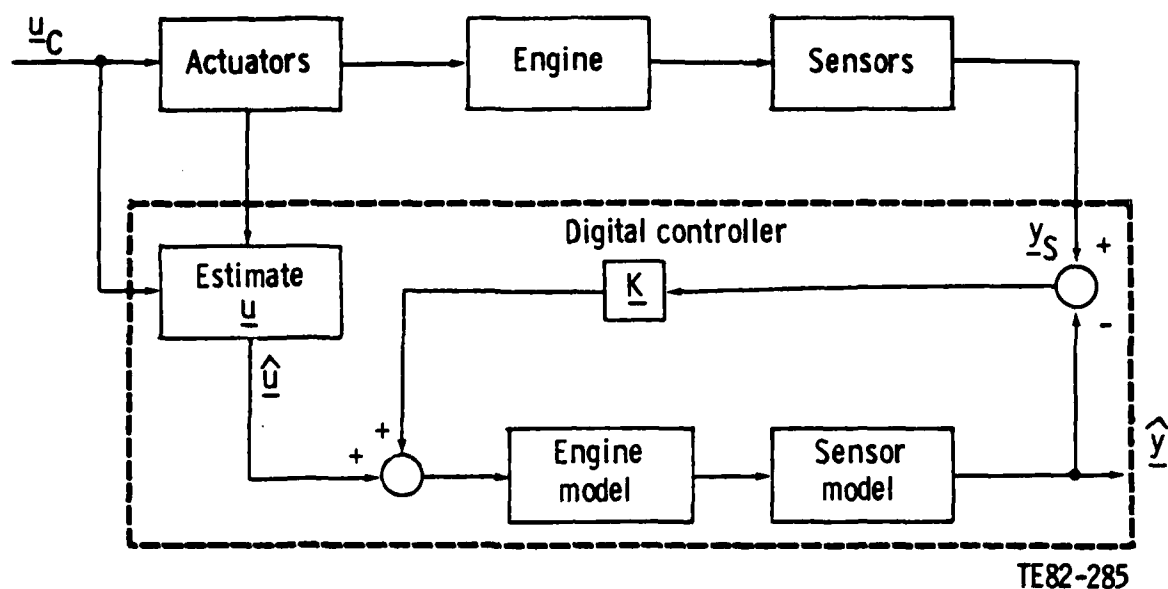 u_C
Actuators
Engine
Sensors
Digital controller
y_S
+
-
Estimate
u
K
û
+
+
Engine
model
Sensor
model
ŷ
TE82-285